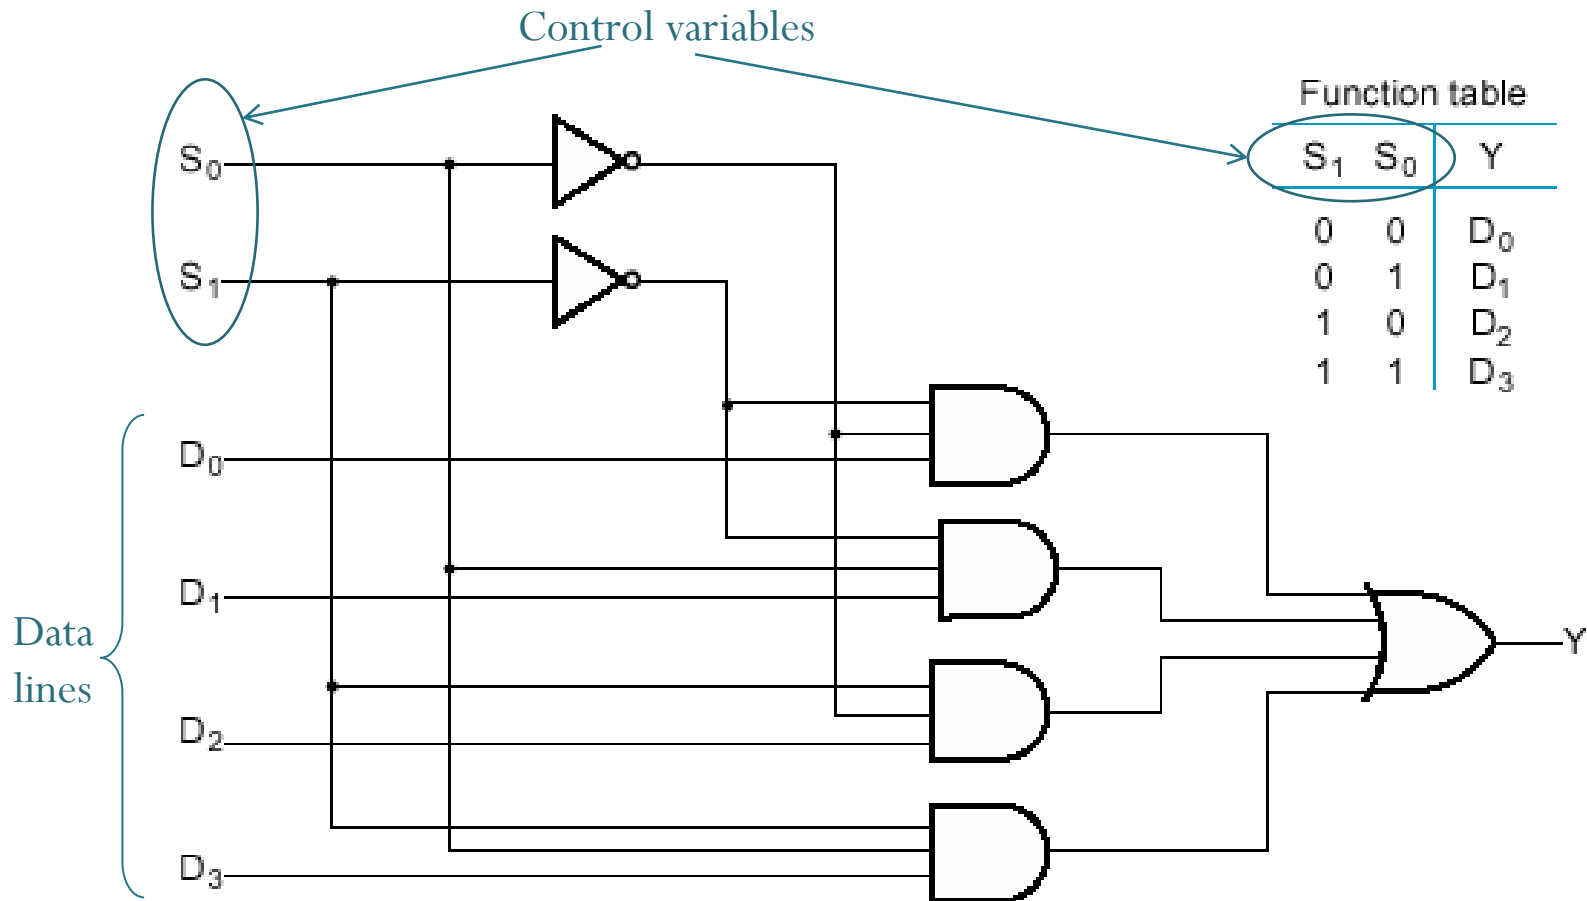 Control variables
Function table
S1 S0 Y
0 0 D0
0 1 D1
1 0 D2
1 1 D3
S0
S1
D0
D1
Data
lines
D2
D3
Y